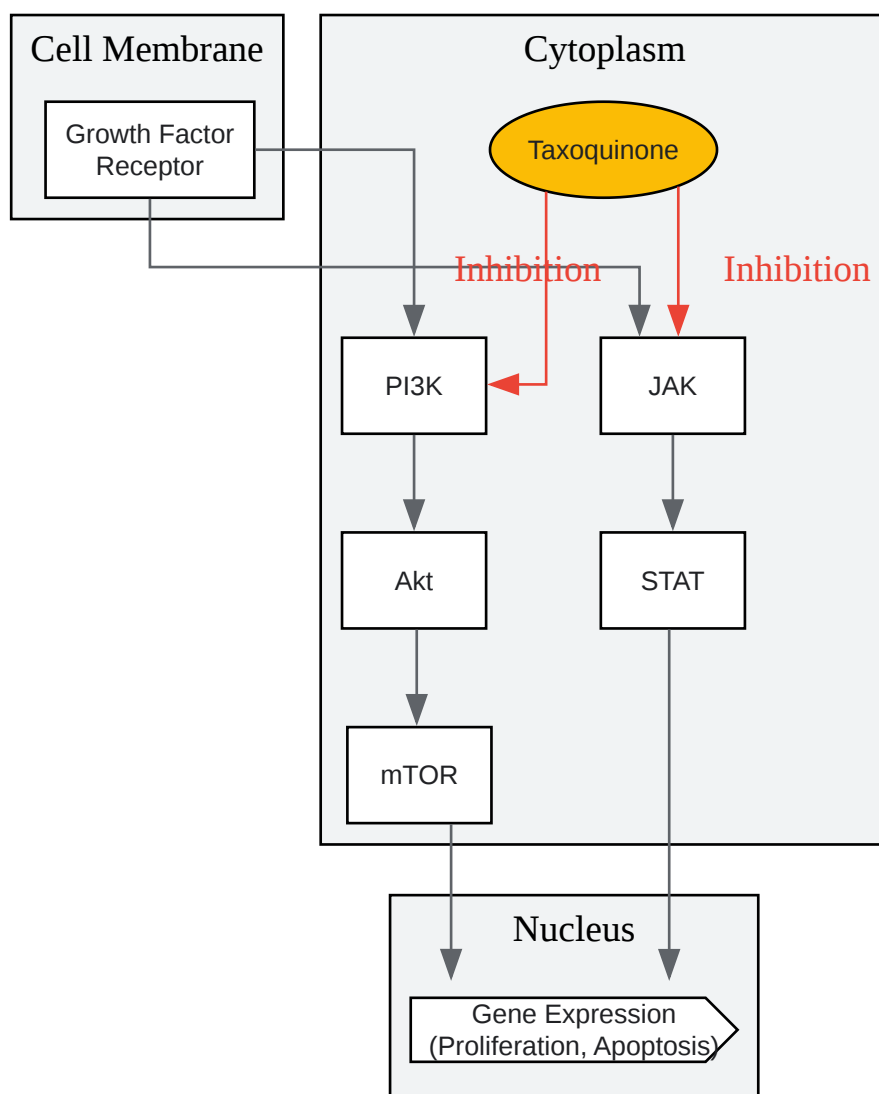 Cell Membrane
Cytoplasm
Growth Factor
Receptor
Taxoquinone
Inhibition
Inhibition
PI3K
JAK
Akt
STAT
mTOR
Nucleus
Gene Expression
(Proliferation, Apoptosis)